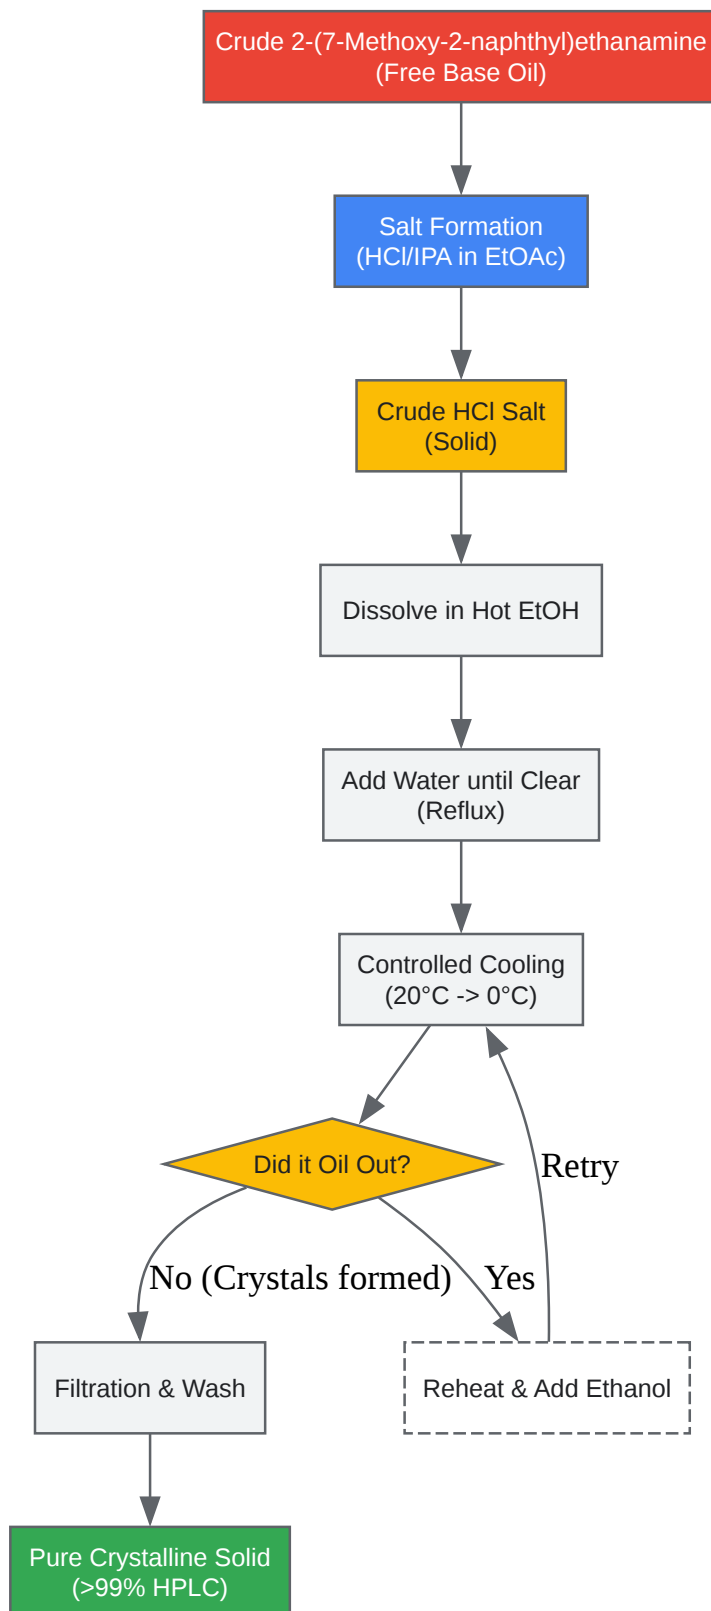 Crude 2-(7-Methoxy-2-naphthyl)ethanamine
(Free Base Oil)
Salt Formation
(HCl/IPA in EtOAc)
Crude HCl Salt
(Solid)
Dissolve in Hot EtOH
Add Water until Clear
(Reflux)
Controlled Cooling
(20°C -> 0°C)
Did it Oil Out?
Retry
No (Crystals formed)
Yes
Filtration & Wash
Reheat & Add Ethanol
Pure Crystalline Solid
(>99% HPLC)